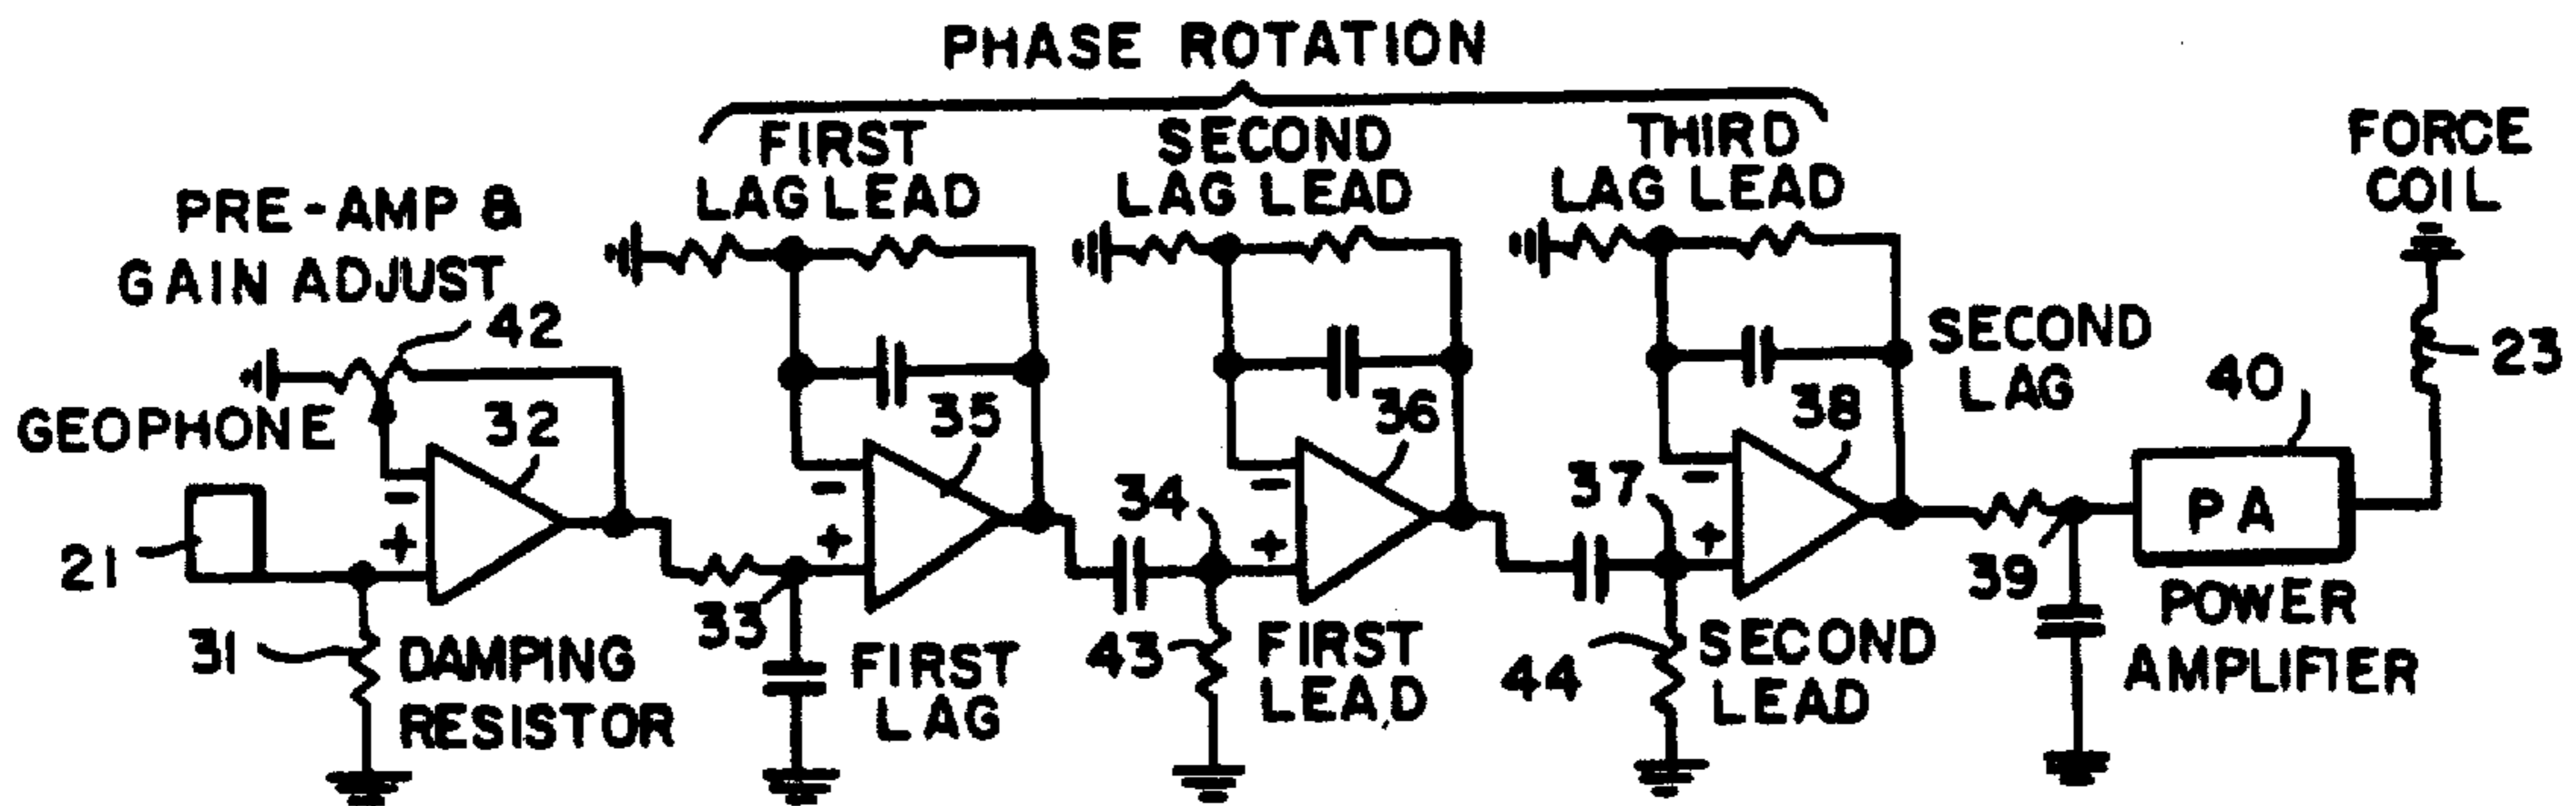 PHASE ROTATION
FIRST
LAG LEAD
SECOND
LAG LEAD
THIRD
LAG LEAD
FORCE
COIL
PRE-AMP &
GAIN ADJUST
42
GEOPHONE
32
35
36
38
SECOND
LAG
40
23
21
-
+
-
+
-
+
-
+
34
37
33
39
PA
31
DAMPING
RESISTOR
FIRST
LAG
43
FIRST
LEAD
44
SECOND
LEAD
POWER
AMPLIFIER